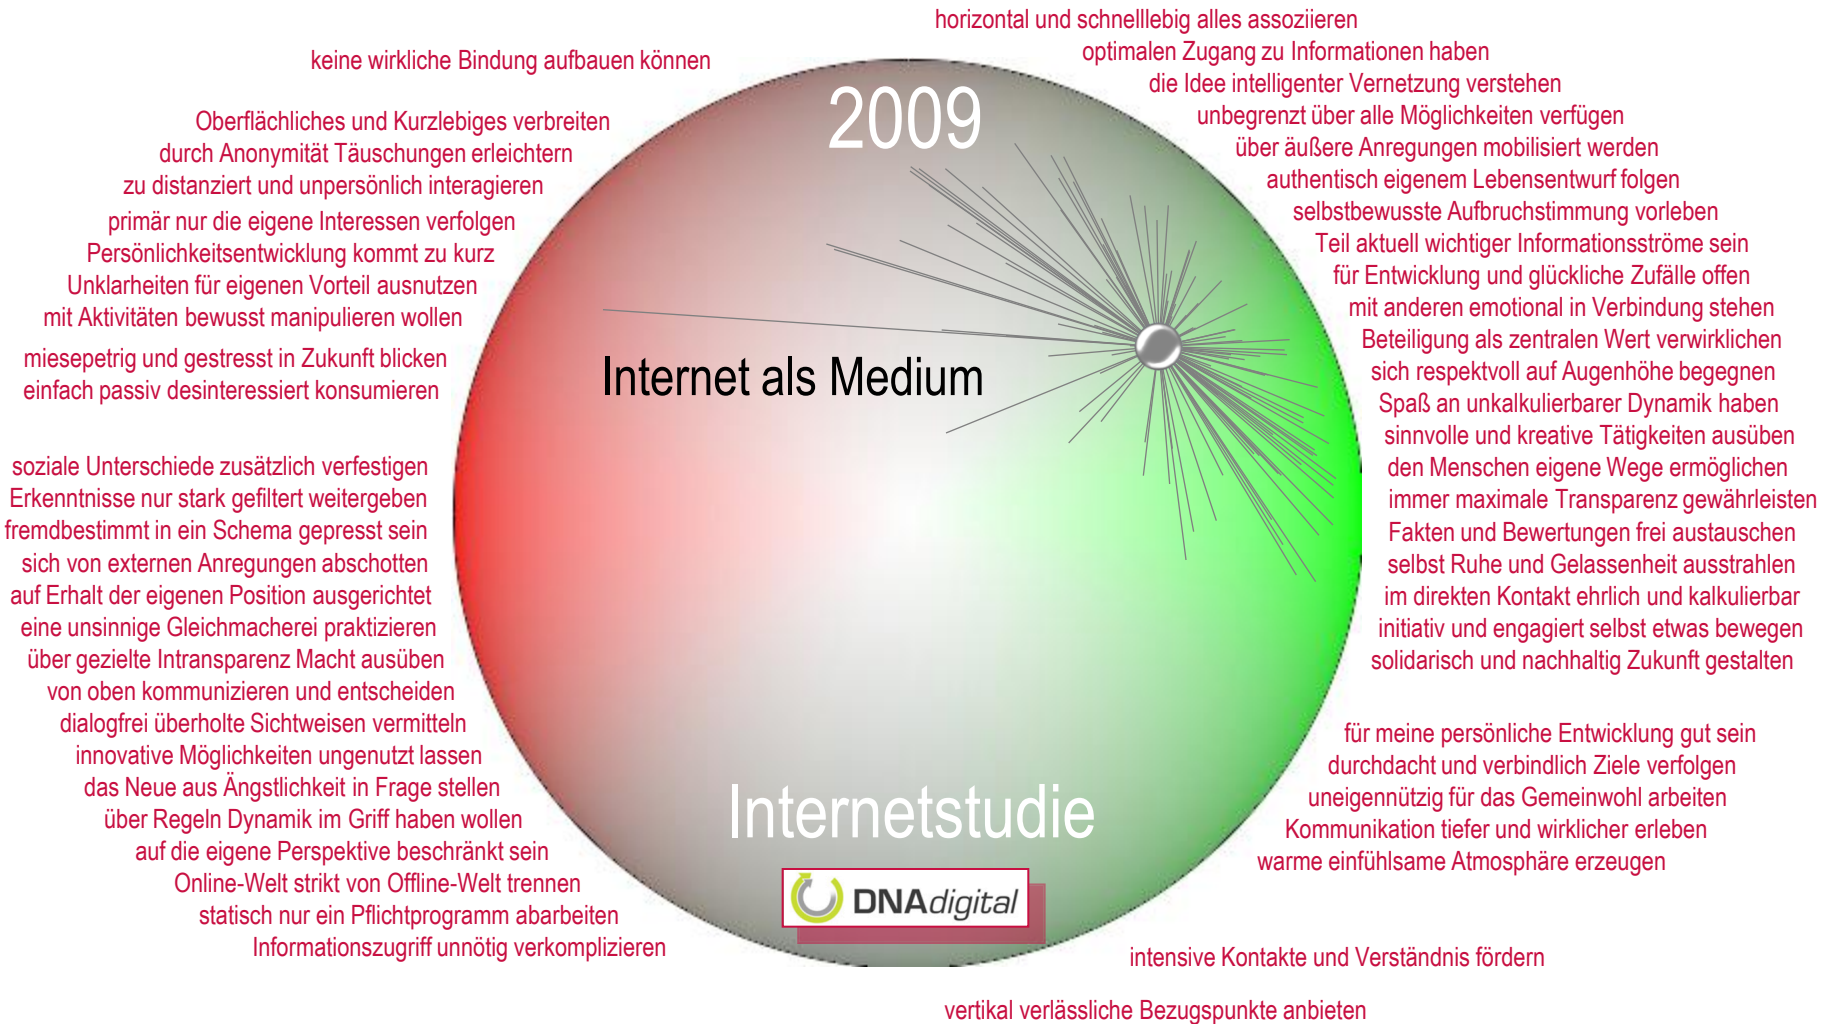 horizontal und schnelllebig alles assoziieren
optimalen Zugang zu Informationen haben
die Idee intelligenter Vernetzung verstehen
unbegrenzt über alle Möglichkeiten verfügen
über äußere Anregungen mobilisiert werden
authentisch eigenem Lebensentwurf folgen
selbstbewusste Aufbruchstimmung vorleben
Teil aktuell wichtiger Informationsströme sein
für Entwicklung und glückliche Zufälle offen
mit anderen emotional in Verbindung stehen
Beteiligung als zentralen Wert verwirklichen
sich respektvoll auf Augenhöhe begegnen
Spaß an unkalkulierbarer Dynamik haben
sinnvolle und kreative Tätigkeiten ausüben
den Menschen eigene Wege ermöglichen
immer maximale Transparenz gewährleisten
Fakten und Bewertungen frei austauschen
selbst Ruhe und Gelassenheit ausstrahlen
im direkten Kontakt ehrlich und kalkulierbar
initiativ und engagiert selbst etwas bewegen
solidarisch und nachhaltig Zukunft gestalten
für meine persönliche Entwicklung gut sein
durchdacht und verbindlich Ziele verfolgen
uneigennützig für das Gemeinwohl arbeiten
Kommunikation tiefer und wirklicher erleben
warme einfühlsame Atmosphäre erzeugen
intensive Kontakte und Verständnis fördern
vertikal verlässliche Bezugspunkte anbieten
keine wirkliche Bindung aufbauen können
Oberflächliches und Kurzlebiges verbreiten
durch Anonymität Täuschungen erleichtern
zu distanziert und unpersönlich interagieren
primär nur die eigene Interessen verfolgen
Persönlichkeitsentwicklung kommt zu kurz
Unklarheiten für eigenen Vorteil ausnutzen
mit Aktivitäten bewusst manipulieren wollen
miesepetrig und gestresst in Zukunft blicken
einfach passiv desinteressiert konsumieren
soziale Unterschiede zusätzlich verfestigen
Erkenntnisse nur stark gefiltert weitergeben
fremdbestimmt in ein Schema gepresst sein
sich von externen Anregungen abschotten
auf Erhalt der eigenen Position ausgerichtet
eine unsinnige Gleichmacherei praktizieren
über gezielte Intransparenz Macht ausüben
von oben kommunizieren und entscheiden
dialogfrei überholte Sichtweisen vermitteln
innovative Möglichkeiten ungenutzt lassen
das Neue aus Ängstlichkeit in Frage stellen
über Regeln Dynamik im Griff haben wollen
auf die eigene Perspektive beschränkt sein
Online-Welt strikt von Offline-Welt trennen
statisch nur ein Pflichtprogramm abarbeiten
Informationszugriff unnötig verkomplizieren
2009
Internet als Medium
Internetstudie
DNAdigital